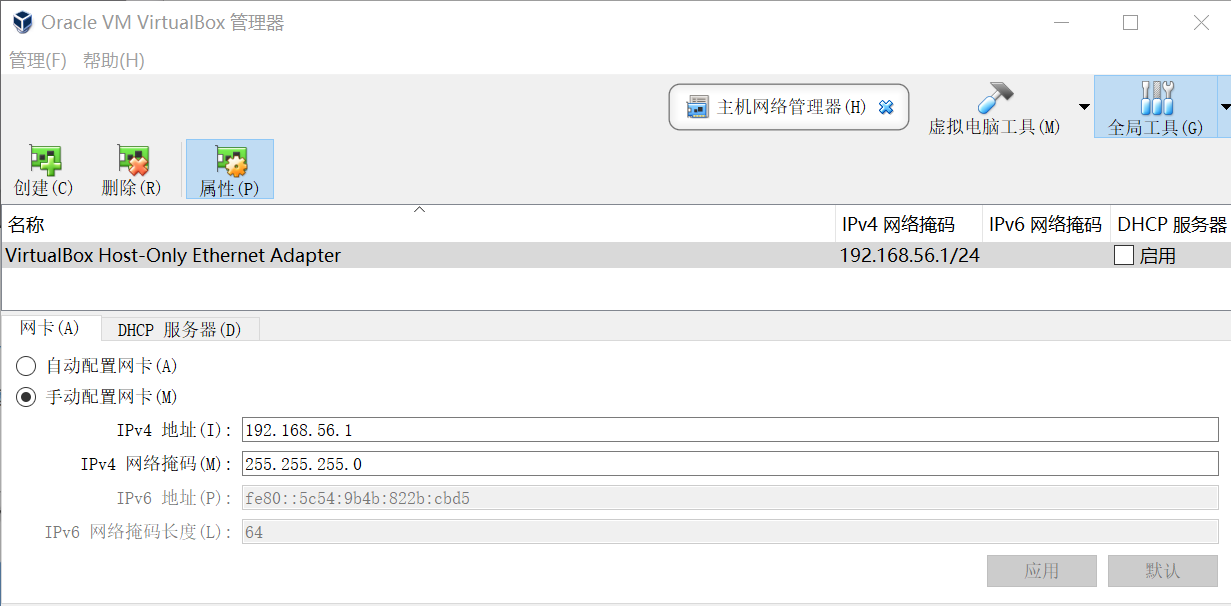 Oracle VM VirtualBox 管理器
管理(F) 帮助(H)
主机网络管理器(H)
虚拟电脑工具(M)
全局工具(G)
创建(C) 删除(R) 属性(P)
名称 IPv4 网络掩码 IPv6 网络掩码 DHCP 服务器
VirtualBox Host-Only Ethernet Adapter 192.168.56.1/24 启用
网卡(A) DHCP 服务器(D)
自动配置网卡(A)
手动配置网卡(M)
IPv4 地址(I): 192.168.56.1
IPv4 网络掩码(M): 255.255.255.0
IPv6 地址(P): fe80::5c54:9b4b:822b:cbd5
IPv6 网络掩码长度(L): 64
应用 默认